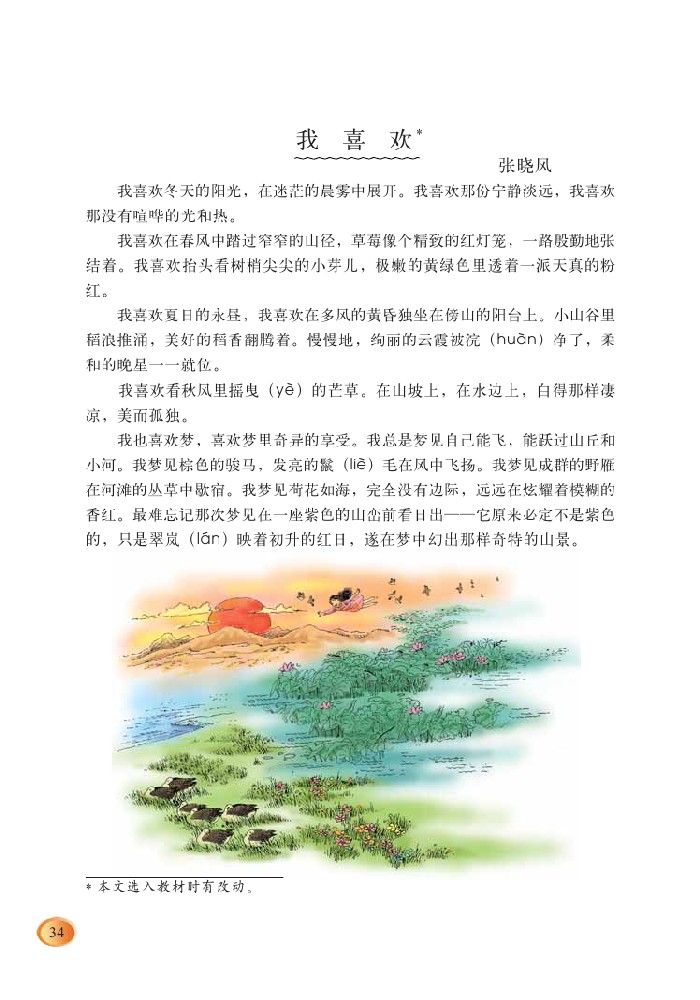 我 喜 欢*
张晓风
我喜欢冬天的阳光，在迷茫的晨雾中展开。我喜欢那份宁静淡远，我喜欢
那没有喧哗的光和热。
我喜欢在春风中踏过窄窄的山径，草莓像个精致的红灯笼，一路殷勤地张
结着。我喜欢抬头看树梢尖尖的小芽儿，极嫩的黄绿色里透着一派天真的粉
红。
我喜欢夏日的永昼，我喜欢在多风的黄昏独坐在傍山的阳台上。小山谷里
稻浪推涌，美好的稻香翻腾着。慢慢地，绚丽的云霞被浣（huàn）净了，柔
和的晚星一一就位。
我喜欢看秋风里摇曳（yè）的芒草。在山坡上，在水边上，白得那样凄
凉，美而孤独。
我也喜欢梦，喜欢梦里奇异的享受。我总是梦见自己能飞，能跃过山丘和
小河。我梦见棕色的骏马，发亮的鬣（liè）毛在风中飞扬。我梦见成群的野雁
在河滩的丛草中歇宿。我梦见荷花如海，完全没有边际，远远在炫耀着模糊的
香红。最难忘记那次梦见在一座紫色的山峦前看日出——它原来必定不是紫色
的，只是翠岚（lán）映着初升的红日，遂在梦中幻出那样奇特的山景。
* 本文选入教材时有改动。
34